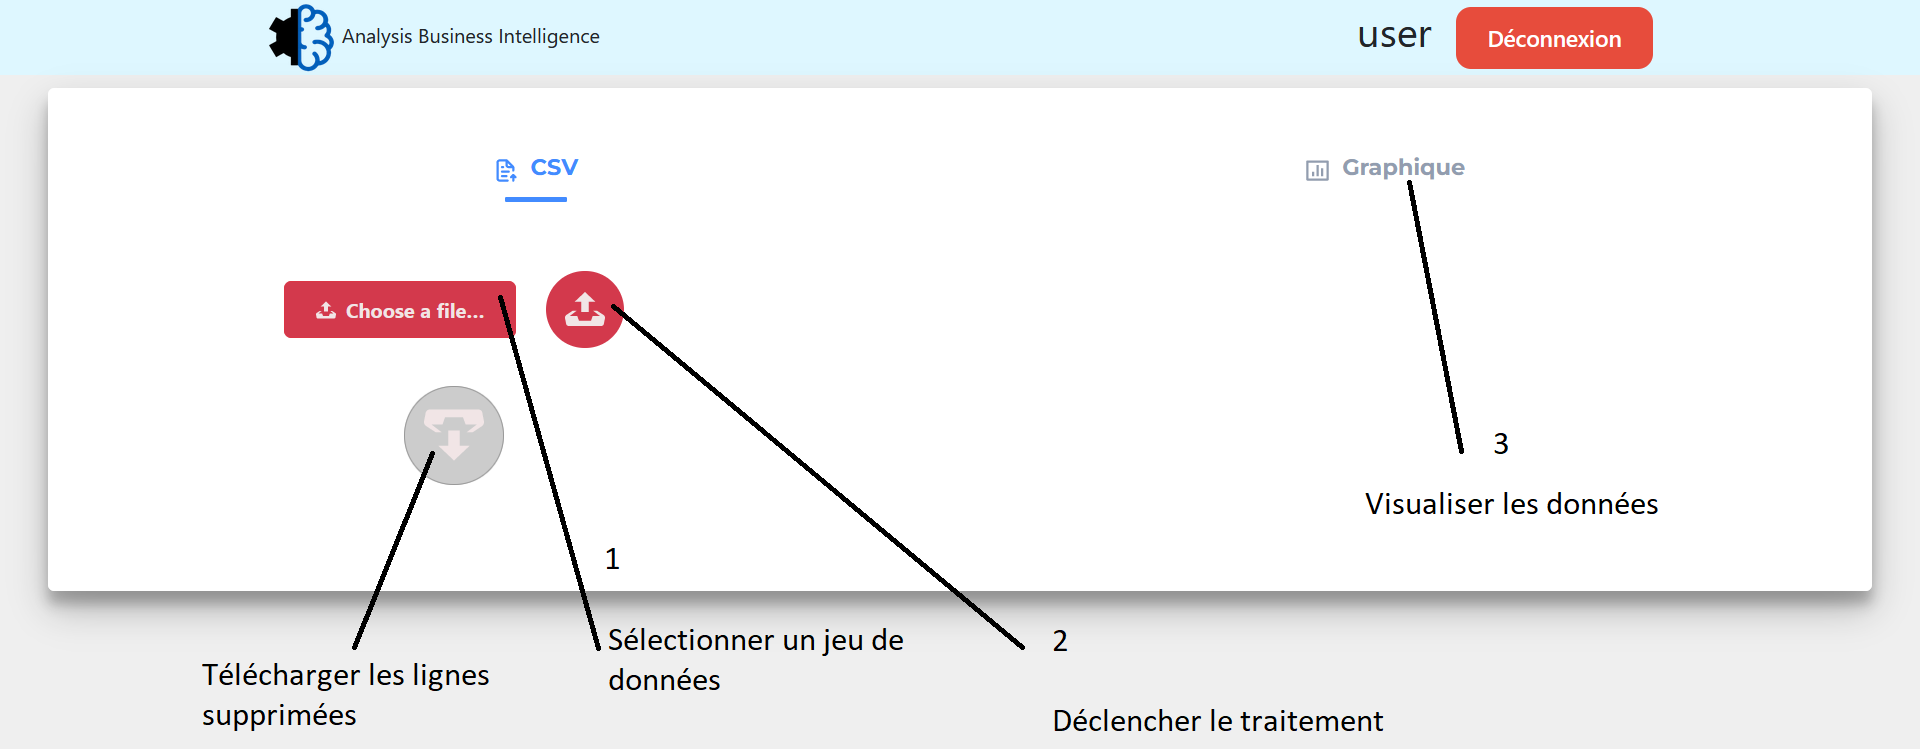 Analysis Business Intelligence
user
Déconnexion
CSV
Graphique
Choose a file...
3
Visualiser les données
1
Sélectionner un jeu de
données
2
Déclencher le traitement
Télécharger les lignes
supprimées